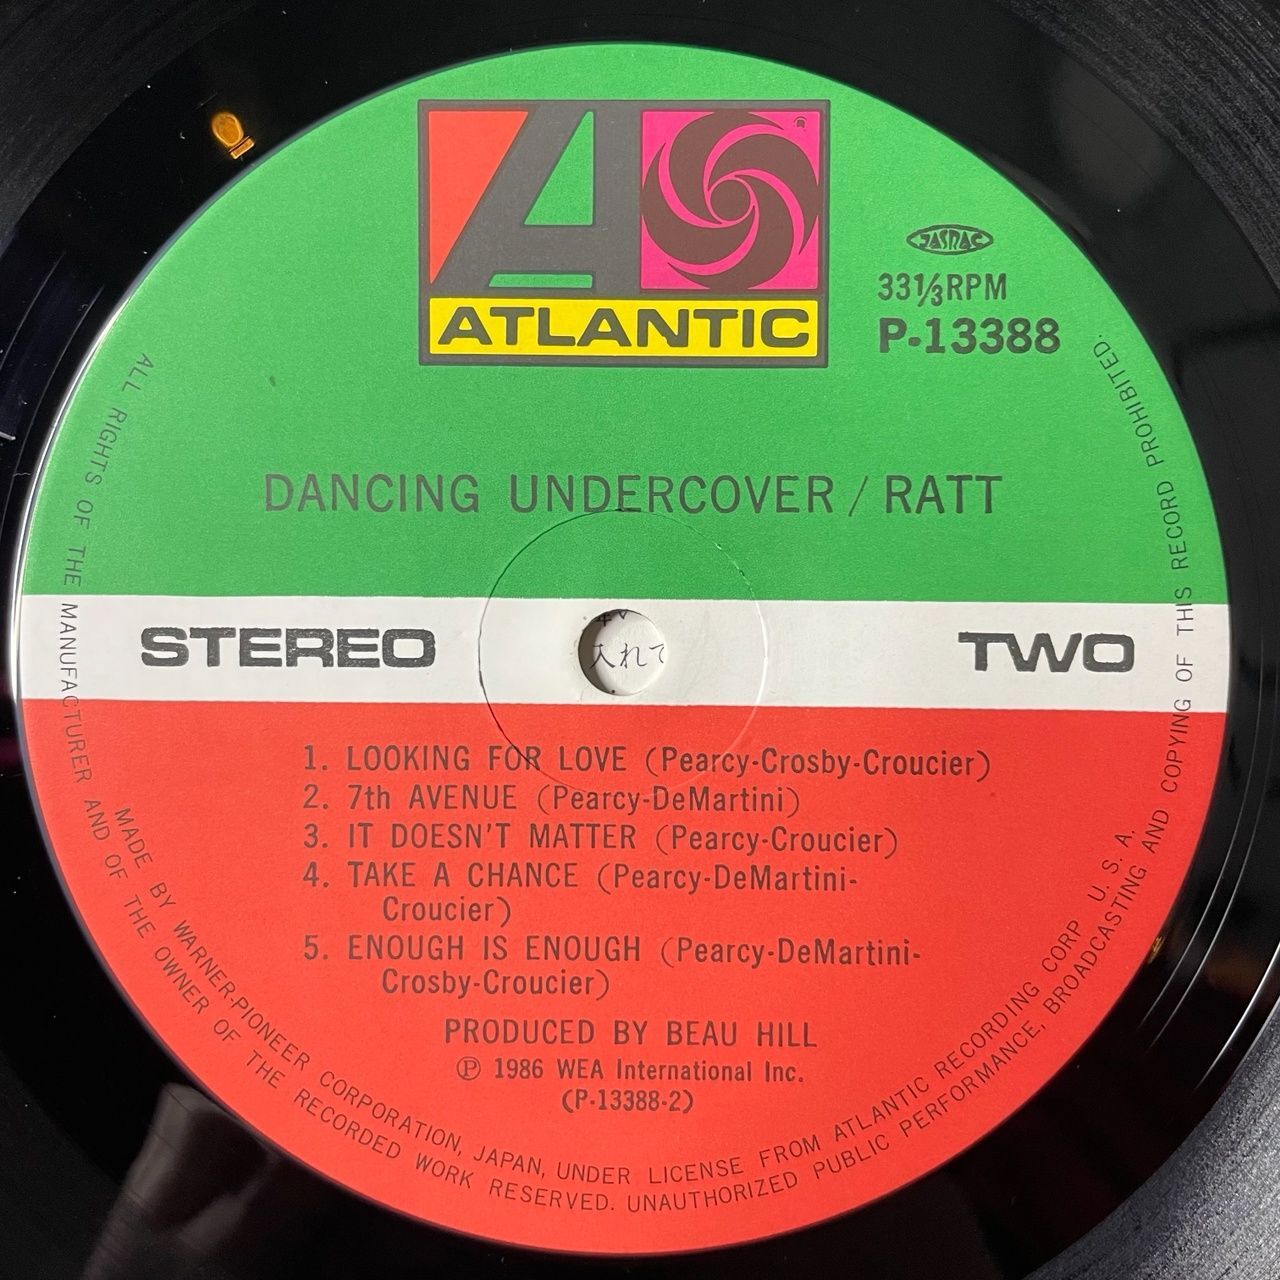 ATLANTIC
JASRAC
33⅓RPM
P-13388
DANCING UNDERCOVER / RATT
STEREO
入れて
TWO
1. LOOKING FOR LOVE (Pearcy-Crosby-Croucier)
2. 7th AVENUE (Pearcy-DeMartini)
3. IT DOESN'T MATTER (Pearcy-Croucier)
4. TAKE A CHANCE (Pearcy-DeMartini-
Croucier)
5. ENOUGH IS ENOUGH (Pearcy-DeMartini-
Crosby-Croucier)
PRODUCED BY BEAU HILL
℗ 1986 WEA International Inc.
(P-13388-2)
MADE BY WARNER-PIONEER CORPORATION, JAPAN, UNDER LICENSE FROM ATLANTIC RECORDING CORP U. S. A.
ALL RIGHTS OF THE MANUFACTURER AND OF THE OWNER OF THE RECORDED WORK RESERVED. UNAUTHORIZED PUBLIC PERFORMANCE, BROADCASTING AND COPYING OF THIS RECORD PROHIBITED.